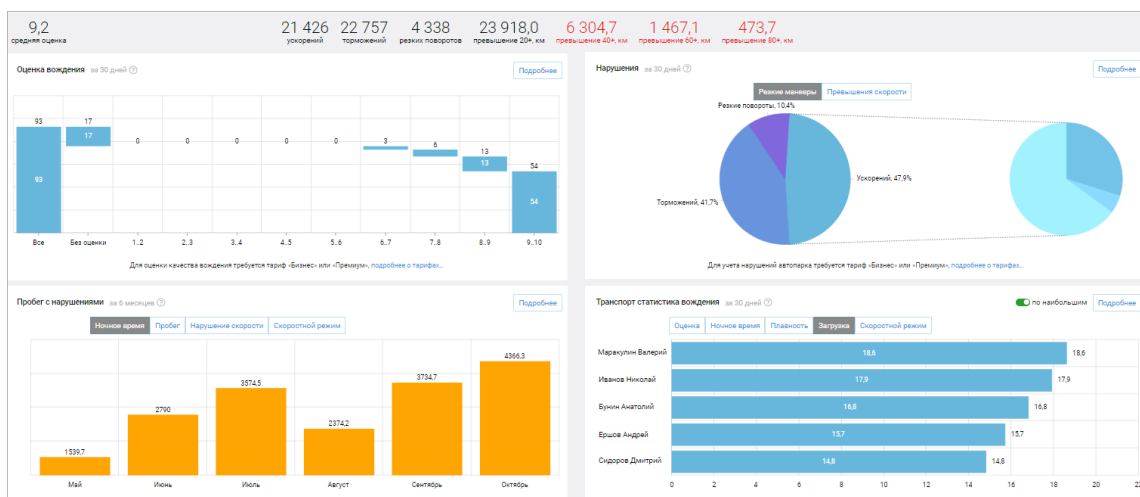 9,2 21 426 22 757 4 338 23 918,0 6 304,7 1 467,1 473,7
средняя оценка ускорений торможений резких поворотов превышение 20+, км превышение 40+, км превышение 60+, км превышение 80+, км
Оценка вождения за 30 дней ? Подробнее
93 17 0 0 0 0 0 3 6 13 54
17 13
93 54
Все Без оценки 1..2 2..3 3..4 4..5 5..6 6..7 7..8 8..9 9..10
Для оценки качества вождения требуется тариф «Бизнес» или «Премиум», подробнее о тарифах...
Нарушения за 30 дней ? Подробнее
Резкие маневры Превышения скорости
Резкие повороты, 10,4%
Ускорений, 47,9%
Торможений, 41,7%
Для учета нарушений автопарка требуется тариф «Бизнес» или «Премиум», подробнее о тарифах...
Пробег с нарушениями за 6 месяцев ? Подробнее
Ночное время Пробег Нарушение скорости Скоростной режим
1539,7 2790 3574,5 2374,2 3734,7 4366,3
Май Июнь Июль Август Сентябрь Октябрь
Транспорт статистика вождения за 30 дней ? по наибольшим Подробнее
Оценка Ночное время Плавность Загрузка Скоростной режим
Маракулин Валерий 18,6 18,6
Иванов Николай 17,9 17,9
Бунин Анатолий 16,8 16,8
Ершов Андрей 15,7 15,7
Сидоров Дмитрий 14,8 14,8
0 2 4 6 8 10 12 14 16 18 20 22